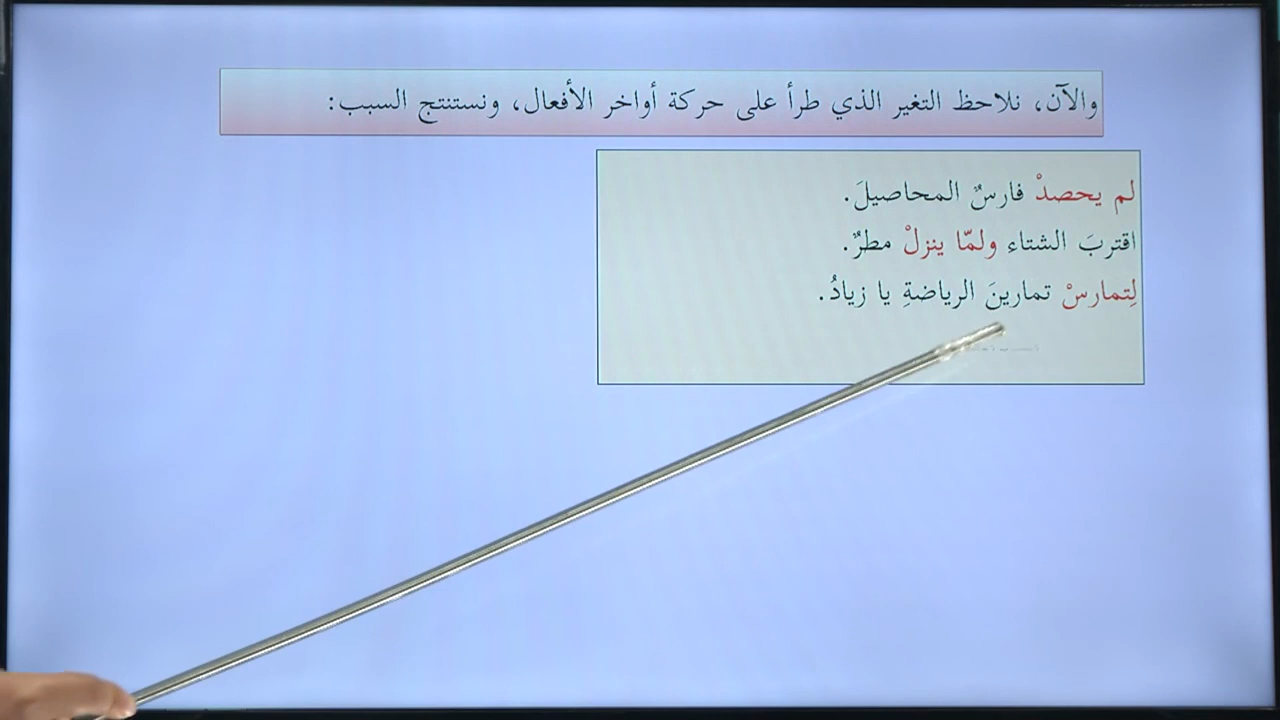 والآن، نلاحظ التغير الذي طرأ على حركة أواخر الأفعال، ونستنتج السبب:
لم يحصدْ فارسٌ المحاصيلَ.
اقتربَ الشتاء ولمّا ينزلْ مطرٌ.
لِتمارسْ تمارينَ الرياضةِ يا زيادُ.